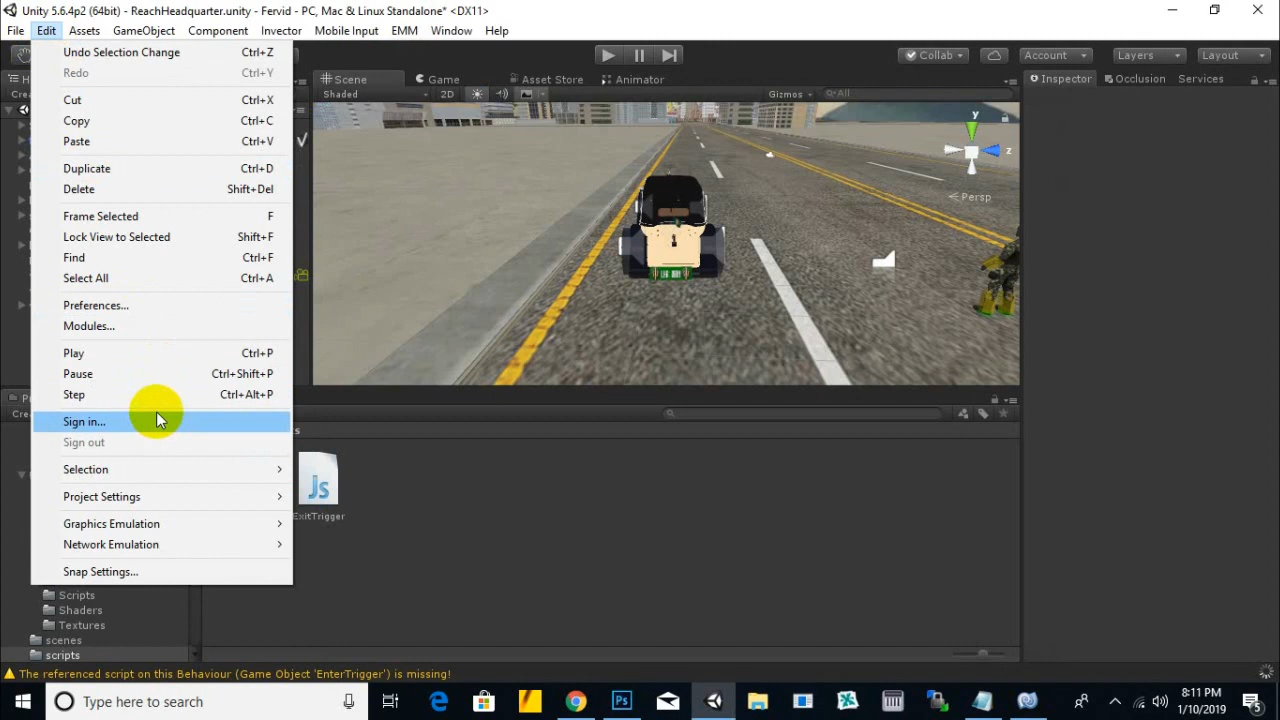 Unity 5.6.4p2 (64bit) - ReachHeadquarter.unity - Fervid - PC, Mac & Linux Standalone* <DX11>
File Edit Assets GameObject Component Invector Mobile Input EMM Window Help
Collab Account Layers Layout
Undo Selection Change Ctrl+Z
Redo Ctrl+Y
Cut Ctrl+X
Copy Ctrl+C
Paste Ctrl+V
Duplicate Ctrl+D
Delete Shift+Del
Frame Selected F
Lock View to Selected Shift+F
Find Ctrl+F
Select All Ctrl+A
Preferences...
Modules...
Play Ctrl+P
Pause Ctrl+Shift+P
Step Ctrl+Alt+P
Sign in...
Sign out
Selection
Project Settings
Graphics Emulation
Network Emulation
Snap Settings...
Scene Game Asset Store Animator
Shaded 2D Gizmos All
y
z
Persp
Inspector Occlusion Services
Js
ExitTrigger
Scripts
Shaders
Textures
scenes
scripts
The referenced script on this Behaviour (Game Object 'EnterTrigger') is missing!
Type here to search
Ps
8:11 PM
1/10/2019
5